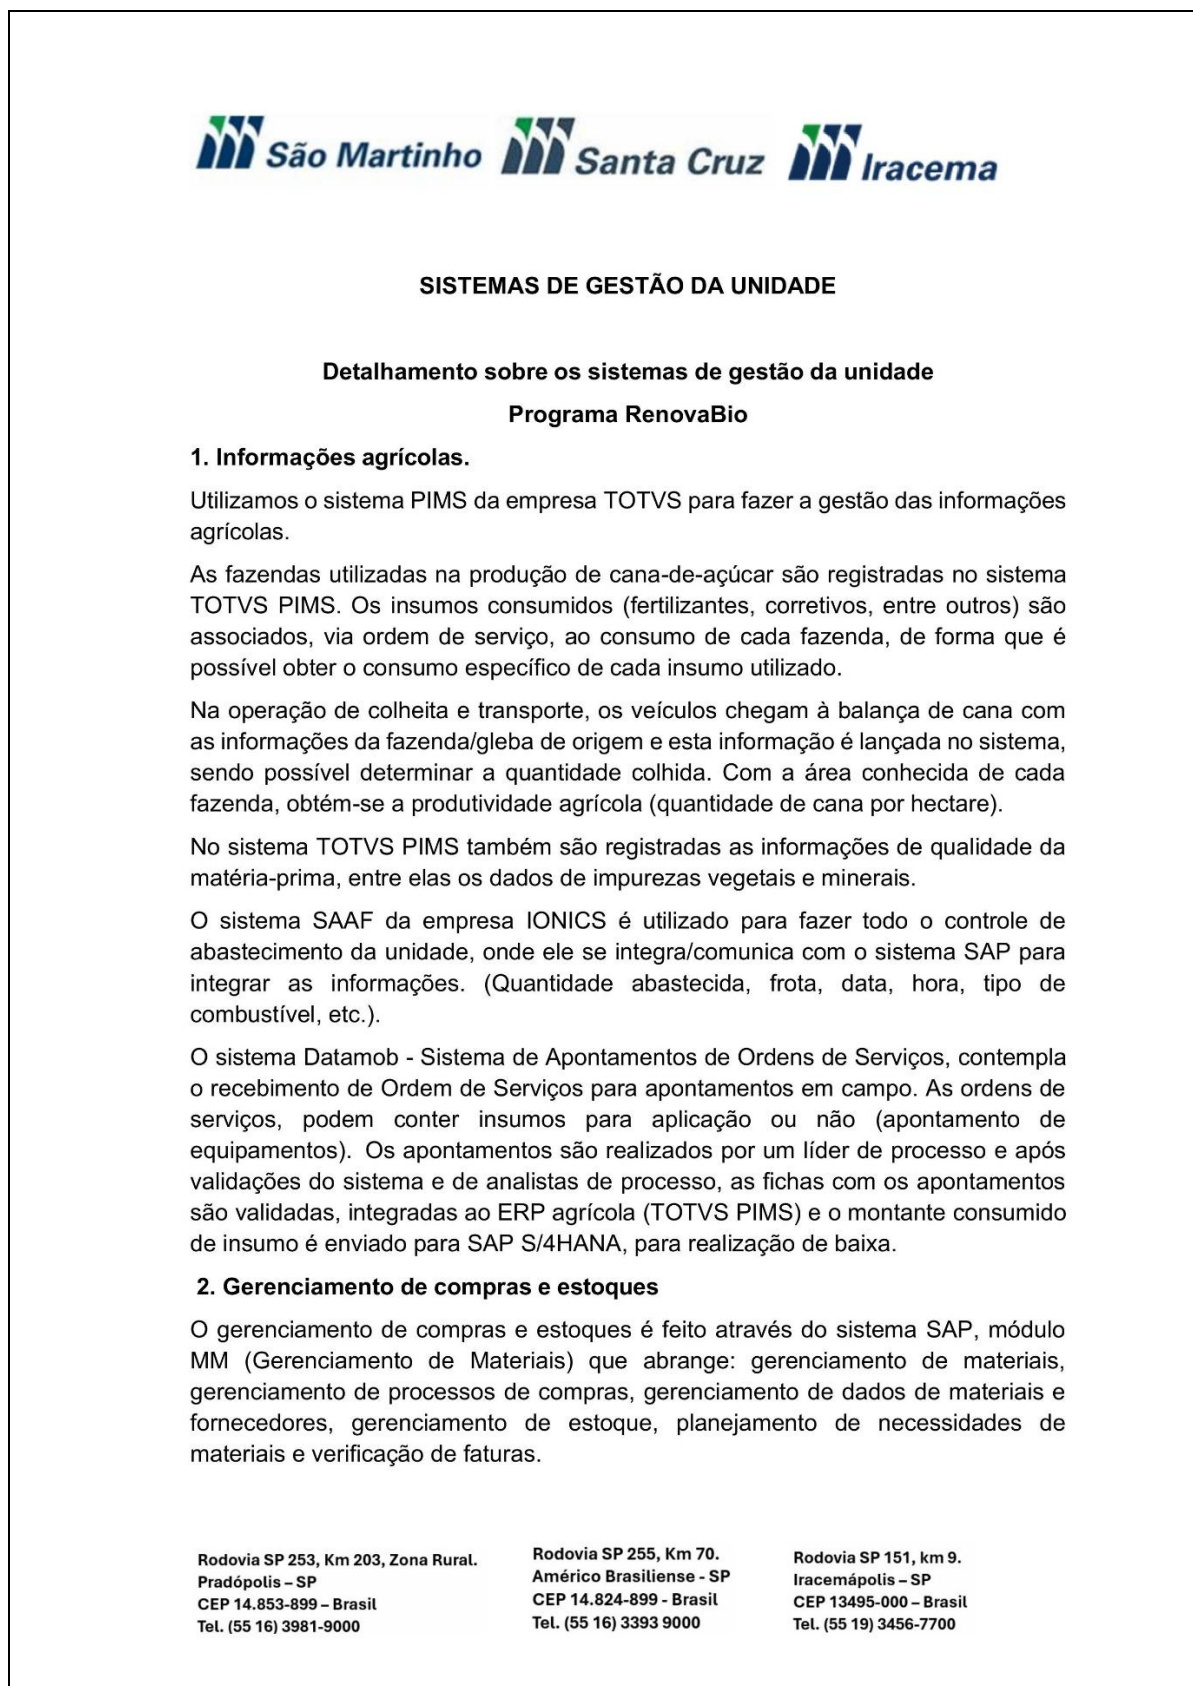 São Martinho Santa Cruz Iracema
SISTEMAS DE GESTÃO DA UNIDADE
Detalhamento sobre os sistemas de gestão da unidade
Programa RenovaBio
1. Informações agrícolas.
Utilizamos o sistema PIMS da empresa TOTVS para fazer a gestão das informações
agrícolas.
As fazendas utilizadas na produção de cana-de-açúcar são registradas no sistema
TOTVS PIMS. Os insumos consumidos (fertilizantes, corretivos, entre outros) são
associados, via ordem de serviço, ao consumo de cada fazenda, de forma que é
possível obter o consumo específico de cada insumo utilizado.
Na operação de colheita e transporte, os veículos chegam à balança de cana com
as informações da fazenda/gleba de origem e esta informação é lançada no sistema,
sendo possível determinar a quantidade colhida. Com a área conhecida de cada
fazenda, obtém-se a produtividade agrícola (quantidade de cana por hectare).
No sistema TOTVS PIMS também são registradas as informações de qualidade da
matéria-prima, entre elas os dados de impurezas vegetais e minerais.
O sistema SAAF da empresa IONICS é utilizado para fazer todo o controle de
abastecimento da unidade, onde ele se integra/comunica com o sistema SAP para
integrar as informações. (Quantidade abastecida, frota, data, hora, tipo de
combustível, etc.).
O sistema Datamob - Sistema de Apontamentos de Ordens de Serviços, contempla
o recebimento de Ordem de Serviços para apontamentos em campo. As ordens de
serviços, podem conter insumos para aplicação ou não (apontamento de
equipamentos). Os apontamentos são realizados por um líder de processo e após
validações do sistema e de analistas de processo, as fichas com os apontamentos
são validadas, integradas ao ERP agrícola (TOTVS PIMS) e o montante consumido
de insumo é enviado para SAP S/4HANA, para realização de baixa.
2. Gerenciamento de compras e estoques
O gerenciamento de compras e estoques é feito através do sistema SAP, módulo
MM (Gerenciamento de Materiais) que abrange: gerenciamento de materiais,
gerenciamento de processos de compras, gerenciamento de dados de materiais e
fornecedores, gerenciamento de estoque, planejamento de necessidades de
materiais e verificação de faturas.
Rodovia SP 253, Km 203, Zona Rural.
Pradópolis – SP
CEP 14.853-899 – Brasil
Tel. (55 16) 3981-9000
Rodovia SP 255, Km 70.
Américo Brasiliense - SP
CEP 14.824-899 - Brasil
Tel. (55 16) 3393 9000
Rodovia SP 151, km 9.
Iracemápolis – SP
CEP 13495-000 – Brasil
Tel. (55 19) 3456-7700